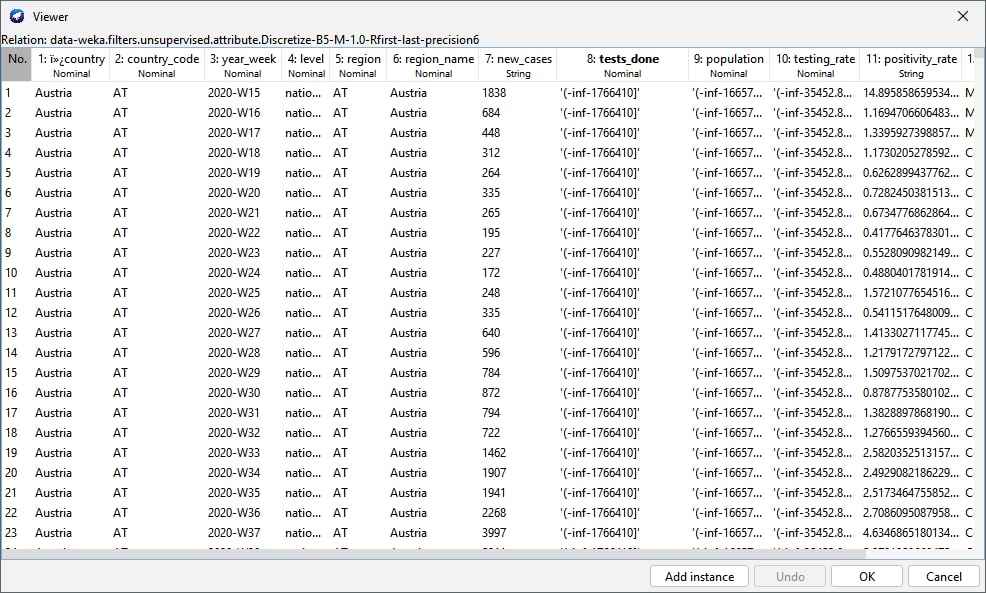 Viewer
Relation: data-weka.filters.unsupervised.attribute.Discretize-B5-M-1.0-Rfirst-last-precision6
No. 1: ï»¿country 2: country_code 3: year_week 4: level 5: region 6: region_name 7: new_cases 8: tests_done 9: population 10: testing_rate 11: positivity_rate 1
Nominal Nominal Nominal Nominal Nominal Nominal String Nominal Nominal Nominal String
1 Austria AT 2020-W15 natio... AT Austria 1838 '(-inf-1766410]' '(-inf-16657... '(-inf-35452.8... 14.895858659534... M
2 Austria AT 2020-W16 natio... AT Austria 684 '(-inf-1766410]' '(-inf-16657... '(-inf-35452.8... 1.1694706606483... M
3 Austria AT 2020-W17 natio... AT Austria 448 '(-inf-1766410]' '(-inf-16657... '(-inf-35452.8... 1.3395927398857... M
4 Austria AT 2020-W18 natio... AT Austria 312 '(-inf-1766410]' '(-inf-16657... '(-inf-35452.8... 1.1730205278592... C
5 Austria AT 2020-W19 natio... AT Austria 264 '(-inf-1766410]' '(-inf-16657... '(-inf-35452.8... 0.6262899437762... C
6 Austria AT 2020-W20 natio... AT Austria 335 '(-inf-1766410]' '(-inf-16657... '(-inf-35452.8... 0.7282450381513... C
7 Austria AT 2020-W21 natio... AT Austria 265 '(-inf-1766410]' '(-inf-16657... '(-inf-35452.8... 0.6734776862864... C
8 Austria AT 2020-W22 natio... AT Austria 195 '(-inf-1766410]' '(-inf-16657... '(-inf-35452.8... 0.4177646378301... C
9 Austria AT 2020-W23 natio... AT Austria 227 '(-inf-1766410]' '(-inf-16657... '(-inf-35452.8... 0.5528090982149... C
10 Austria AT 2020-W24 natio... AT Austria 172 '(-inf-1766410]' '(-inf-16657... '(-inf-35452.8... 0.4880401781914... C
11 Austria AT 2020-W25 natio... AT Austria 248 '(-inf-1766410]' '(-inf-16657... '(-inf-35452.8... 1.5721077654516... C
12 Austria AT 2020-W26 natio... AT Austria 335 '(-inf-1766410]' '(-inf-16657... '(-inf-35452.8... 0.5411517648009... C
13 Austria AT 2020-W27 natio... AT Austria 640 '(-inf-1766410]' '(-inf-16657... '(-inf-35452.8... 1.4133027117745... C
14 Austria AT 2020-W28 natio... AT Austria 596 '(-inf-1766410]' '(-inf-16657... '(-inf-35452.8... 1.2179172797122... C
15 Austria AT 2020-W29 natio... AT Austria 784 '(-inf-1766410]' '(-inf-16657... '(-inf-35452.8... 1.5097537021702... C
16 Austria AT 2020-W30 natio... AT Austria 872 '(-inf-1766410]' '(-inf-16657... '(-inf-35452.8... 0.8787753580102... C
17 Austria AT 2020-W31 natio... AT Austria 794 '(-inf-1766410]' '(-inf-16657... '(-inf-35452.8... 1.3828897868190... C
18 Austria AT 2020-W32 natio... AT Austria 722 '(-inf-1766410]' '(-inf-16657... '(-inf-35452.8... 1.2766559394560... C
19 Austria AT 2020-W33 natio... AT Austria 1462 '(-inf-1766410]' '(-inf-16657... '(-inf-35452.8... 2.5820352513157... C
20 Austria AT 2020-W34 natio... AT Austria 1907 '(-inf-1766410]' '(-inf-16657... '(-inf-35452.8... 2.4929082186229... C
21 Austria AT 2020-W35 natio... AT Austria 1941 '(-inf-1766410]' '(-inf-16657... '(-inf-35452.8... 2.5173464755852... C
22 Austria AT 2020-W36 natio... AT Austria 2268 '(-inf-1766410]' '(-inf-16657... '(-inf-35452.8... 2.7086095087958... C
23 Austria AT 2020-W37 natio... AT Austria 3997 '(-inf-1766410]' '(-inf-16657... '(-inf-35452.8... 4.6346865180134... C
Add instance Undo OK Cancel